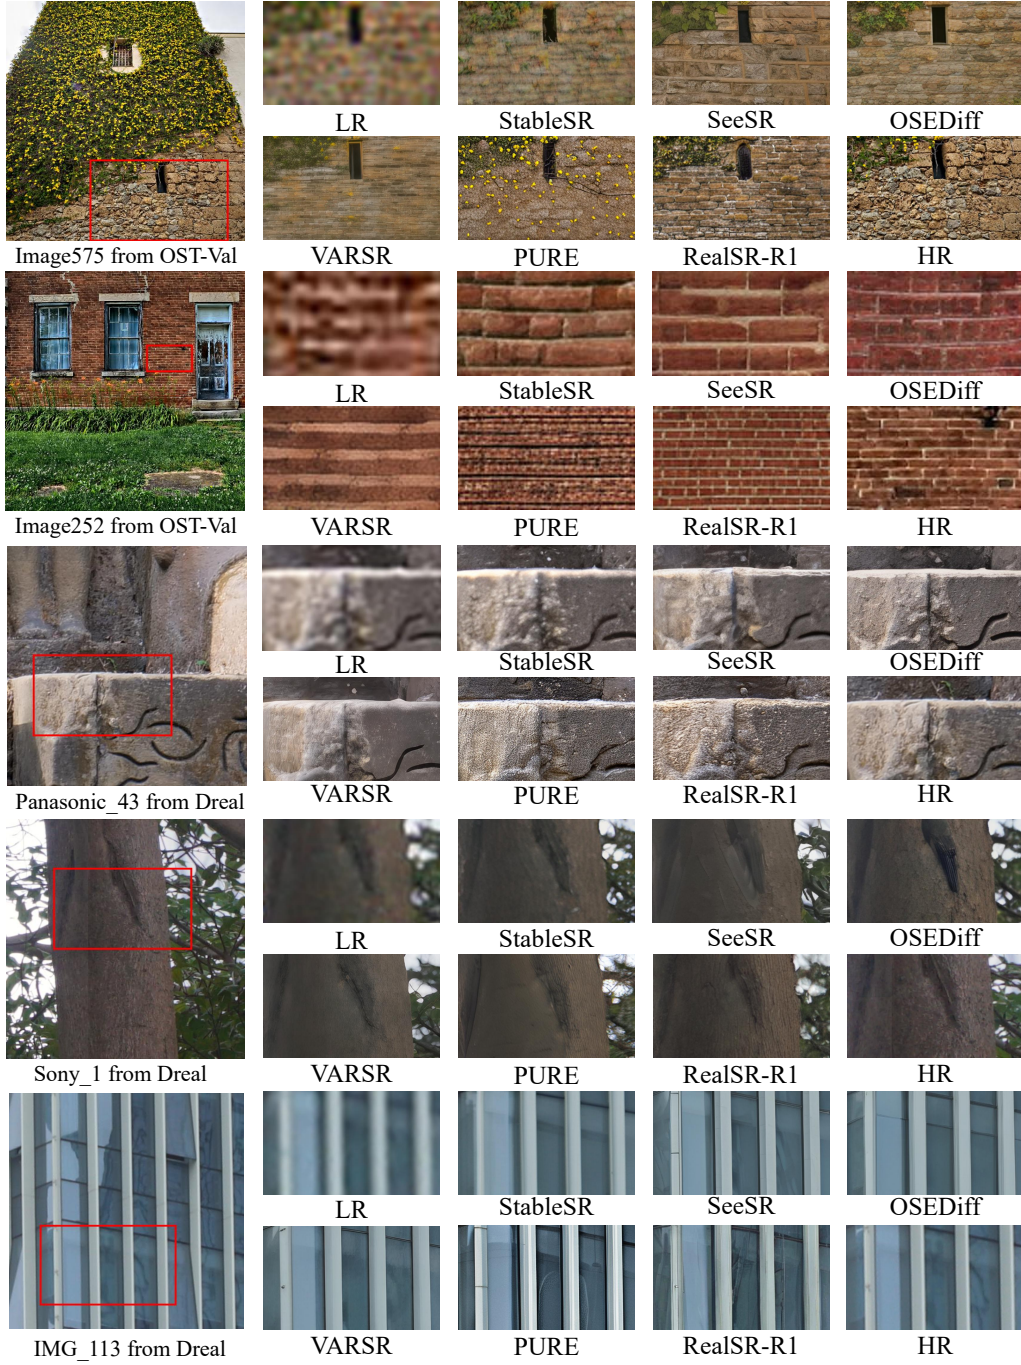 LR StableSR SeeSR OSEDiff
VARSR PURE RealSR-R1 HR
Image575 from OST-Val
LR StableSR SeeSR OSEDiff
VARSR PURE RealSR-R1 HR
Image252 from OST-Val
LR StableSR SeeSR OSEDiff
VARSR PURE RealSR-R1 HR
Panasonic_43 from Dreal
LR StableSR SeeSR OSEDiff
VARSR PURE RealSR-R1 HR
Sony_1 from Dreal
LR StableSR SeeSR OSEDiff
VARSR PURE RealSR-R1 HR
IMG_113 from Dreal